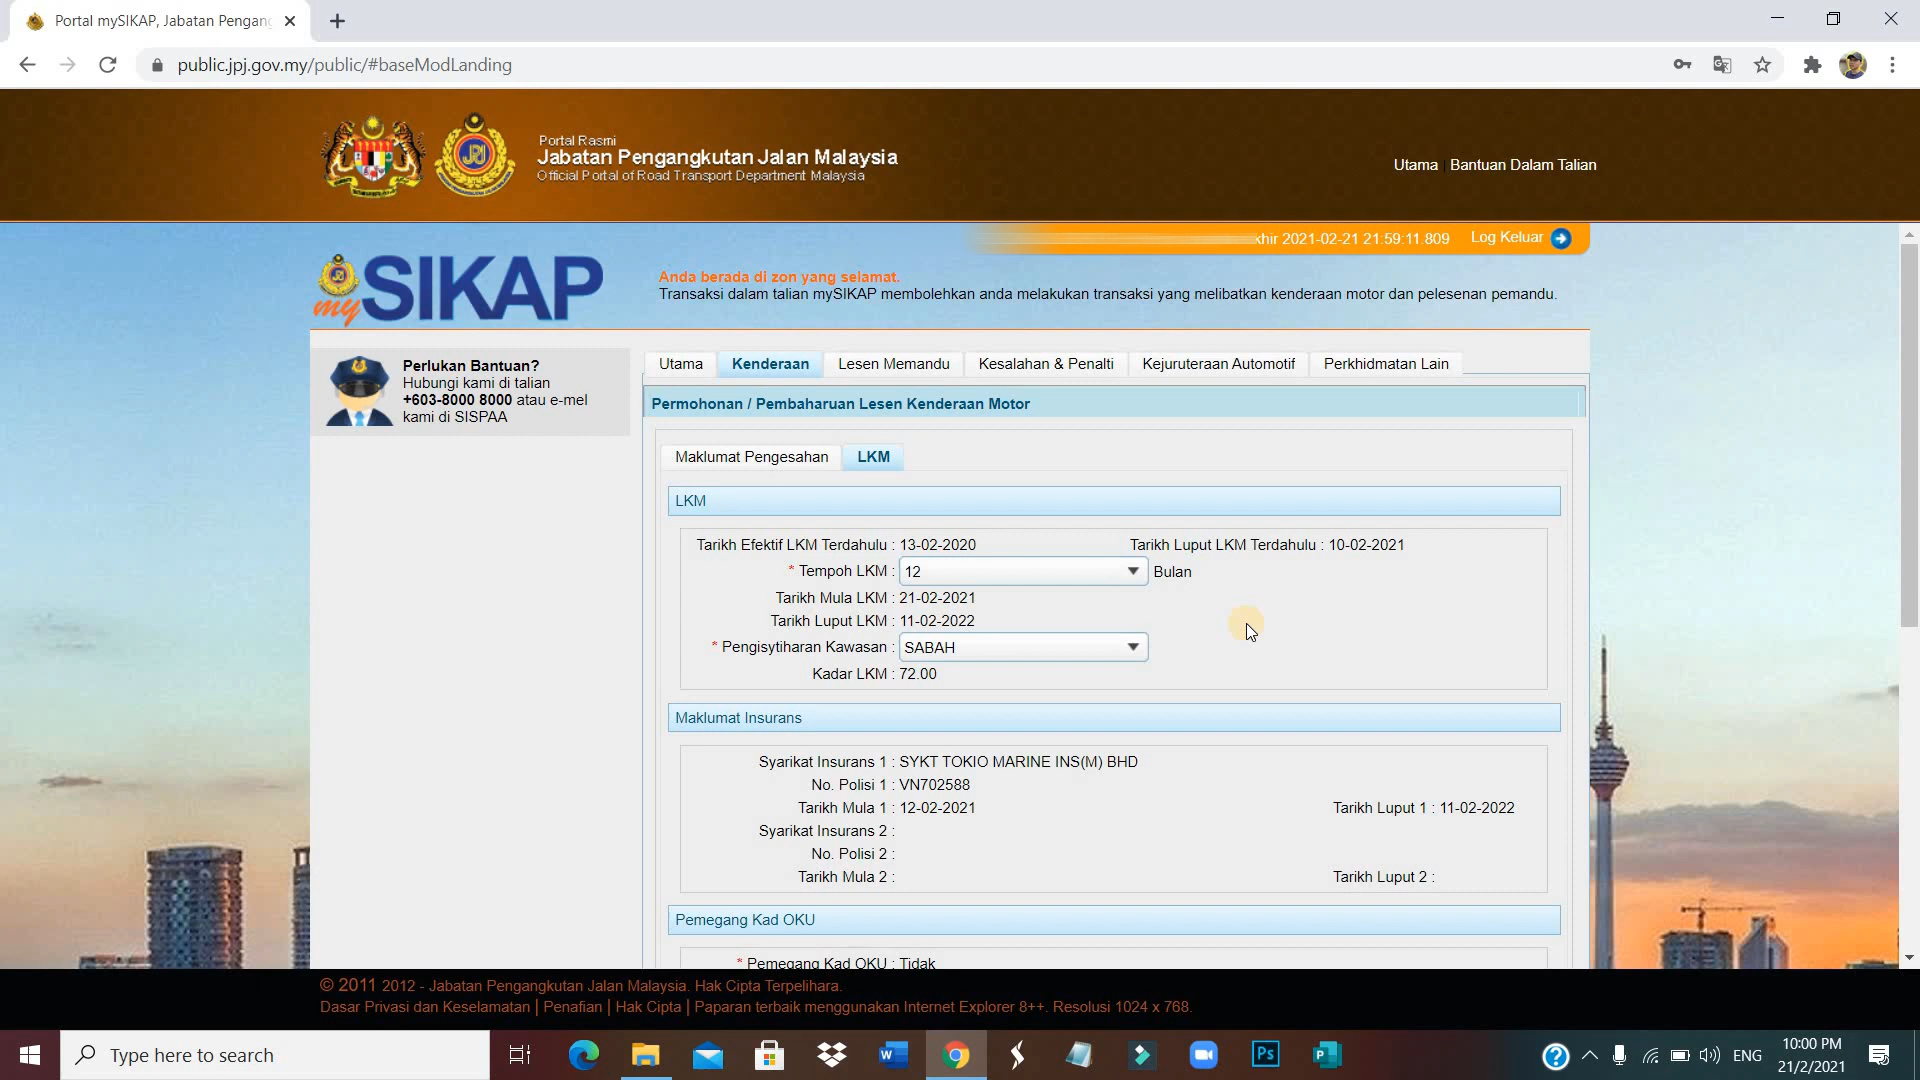 Portal mySIKAP, Jabatan Pengang
public.jpj.gov.my/public/#baseModLanding
Portal Rasmi
Jabatan Pengangkutan Jalan Malaysia
Official Portal of Road Transport Department Malaysia
Utama Bantuan Dalam Talian
khir 2021-02-21 21:59:11.809 Log Keluar
mySIKAP
Anda berada di zon yang selamat.
Transaksi dalam talian mySIKAP membolehkan anda melakukan transaksi yang melibatkan kenderaan motor dan pelesenan pemandu.
Perlukan Bantuan?
Hubungi kami di talian
+603-8000 8000 atau e-mel
kami di SISPAA
Utama Kenderaan Lesen Memandu Kesalahan & Penalti Kejuruteraan Automotif Perkhidmatan Lain
Permohonan / Pembaharuan Lesen Kenderaan Motor
Maklumat Pengesahan LKM
LKM
Tarikh Efektif LKM Terdahulu : 13-02-2020 Tarikh Luput LKM Terdahulu : 10-02-2021
* Tempoh LKM : 12 Bulan
Tarikh Mula LKM : 21-02-2021
Tarikh Luput LKM : 11-02-2022
* Pengisytiharan Kawasan : SABAH
Kadar LKM : 72.00
Maklumat Insurans
Syarikat Insurans 1 : SYKT TOKIO MARINE INS(M) BHD
No. Polisi 1 : VN702588
Tarikh Mula 1 : 12-02-2021 Tarikh Luput 1 : 11-02-2022
Syarikat Insurans 2 :
No. Polisi 2 :
Tarikh Mula 2 : Tarikh Luput 2 :
Pemegang Kad OKU
* Pemegang Kad OKU : Tidak
© 2011 2012 - Jabatan Pengangkutan Jalan Malaysia. Hak Cipta Terpelihara.
Dasar Privasi dan Keselamatan | Penafian | Hak Cipta | Paparan terbaik menggunakan Internet Explorer 8++. Resolusi 1024 x 768.
Type here to search
ENG
10:00 PM
21/2/2021